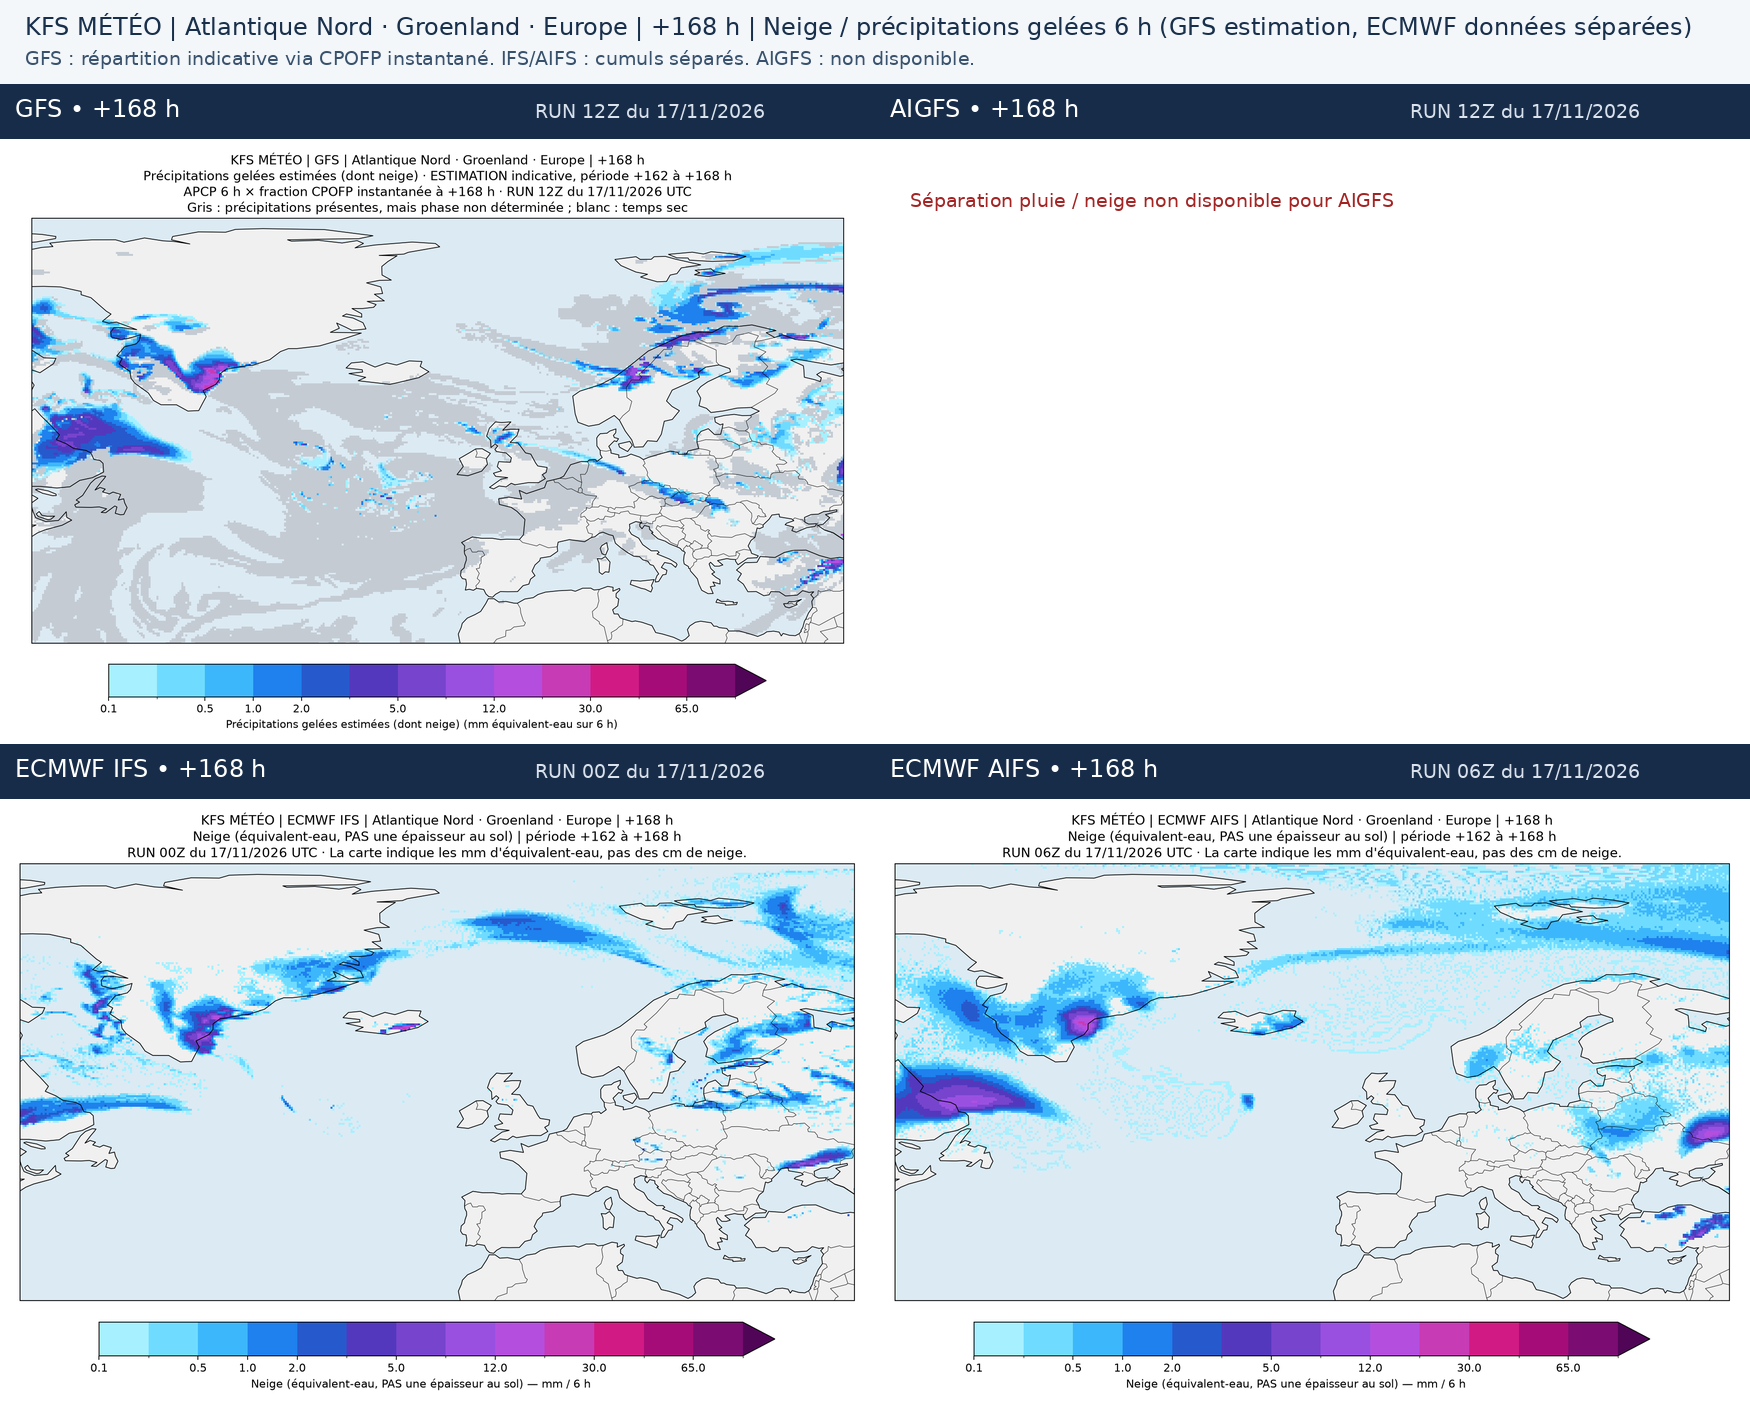 KFS MÉTÉO | Atlantique Nord · Groenland · Europe | +168 h | Neige / précipitations gelées 6 h (GFS estimation, ECMWF données séparées)
GFS : répartition indicative via CPOFP instantané. IFS/AIFS : cumuls séparés. AIGFS : non disponible.
GFS • +168 h
RUN 12Z du 17/11/2026
AIGFS • +168 h
RUN 12Z du 17/11/2026
KFS MÉTÉO | GFS | Atlantique Nord · Groenland · Europe | +168 h
Précipitations gelées estimées (dont neige) · ESTIMATION indicative, période +162 à +168 h
APCP 6 h × fraction CPOFP instantanée à +168 h · RUN 12Z du 17/11/2026 UTC
Gris : précipitations présentes, mais phase non déterminée ; blanc : temps sec
Séparation pluie / neige non disponible pour AIGFS
0.1 0.5 1.0 2.0 5.0 12.0 30.0 65.0
Précipitations gelées estimées (dont neige) (mm équivalent-eau sur 6 h)
ECMWF IFS • +168 h
RUN 00Z du 17/11/2026
ECMWF AIFS • +168 h
RUN 06Z du 17/11/2026
KFS MÉTÉO | ECMWF IFS | Atlantique Nord · Groenland · Europe | +168 h
Neige (équivalent-eau, PAS une épaisseur au sol) | période +162 à +168 h
RUN 00Z du 17/11/2026 UTC · La carte indique les mm d'équivalent-eau, pas des cm de neige.
KFS MÉTÉO | ECMWF AIFS | Atlantique Nord · Groenland · Europe | +168 h
Neige (équivalent-eau, PAS une épaisseur au sol) | période +162 à +168 h
RUN 06Z du 17/11/2026 UTC · La carte indique les mm d'équivalent-eau, pas des cm de neige.
0.1 0.5 1.0 2.0 5.0 12.0 30.0 65.0
Neige (équivalent-eau, PAS une épaisseur au sol) — mm / 6 h
0.1 0.5 1.0 2.0 5.0 12.0 30.0 65.0
Neige (équivalent-eau, PAS une épaisseur au sol) — mm / 6 h